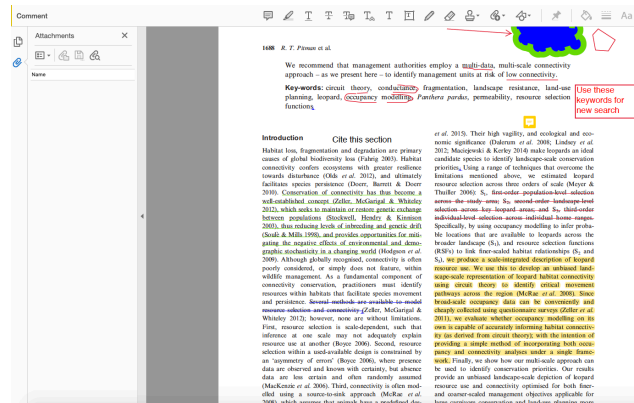 Comment
Attachments
Name
1688 R. T. Pitman et al.
We recommend that management authorities employ a multi-data, multi-scale connectivity
approach – as we present here – to identify management units at risk of low connectivity.
Key-words: circuit theory, conductance, fragmentation, landscape resistance, land-use
planning, leopard, occupancy modelling, Panthera pardus, permeability, resource selection
functions
Use these
keywords for
new search
Introduction
Cite this section
Habitat loss, fragmentation and degradation are primary
causes of global biodiversity loss (Fahrig 2003). Habitat
connectivity confers ecosystems with greater resilience
towards disturbance (Olds et al. 2012), and ultimately
facilitates species persistence (Doerr, Barrett & Doerr
2010). Conservation of connectivity has thus become a
well-established concept (Zeller, McGarigal & Whiteley
2012), which seeks to maintain or restore genetic exchange
between populations (Stockwell, Hendry & Kinnison
2003), thus reducing levels of inbreeding and genetic drift
(Soulé & Mills 1998), and provides opportunities for miti-
gating the negative effects of environmental and demo-
graphic stochasticity in a changing world (Hodgson et al.
2009). Although globally recognised, connectivity is often
poorly considered, or simply does not feature, within
wildlife management. As a fundamental component of
connectivity conservation, practitioners must identify
resources within habitats that facilitate species movement
and persistence. Several methods are available to model
resource selection and connectivity (Zeller, McGarigal &
Whiteley 2012); however, none are without limitations.
First, resource selection is scale-dependent, such that
inference at one scale may not adequately explain
resource use at another (Boyce 2006). Second, resource
selection within a used-available design is constrained by
an 'asymmetry of errors' (Boyce 2006), where presence
data are observed and known with certainty, but absence
data are less certain and often randomly assumed
(MacKenzie et al. 2006). Third, connectivity is often mod-
elled using a source-to-sink approach (McRae et al.
2008), which assumes that animals have a predefined des-
et al. 2015). Their high vagility, and ecological and eco-
nomic significance (Dalerum et al. 2008; Lindsey et al.
2012; Maciejewski & Kerley 2014) make leopards an ideal
candidate species to identify landscape-scale conservation
priorities. Using a range of techniques that overcome the
limitations mentioned above, we estimated leopard
resource selection across three orders of scale (Meyer &
Thuiller 2006): S1, first-order population-level selection
across the study area; S2, second-order landscape-level
selection across key leopard areas; and S3, third-order
individual-level selection across individual home ranges.
Specifically, by using occupancy modelling to infer proba-
ble locations that are available to leopards across the
broader landscape (S1), and resource selection functions
(RSFs) to link finer-scaled habitat relationships (S2 and
S3), we produce a scale-integrated description of leopard
resource use. We use this to develop an unbiased land-
scape-scale representation of leopard habitat connectivity
using circuit theory to identify critical movement
pathways across the region (McRae et al. 2008). Since
broad-scale occupancy data can be conveniently and
cheaply collected using questionnaire surveys (Zeller et al.
2011), we evaluate whether occupancy modelling on its
own is capable of accurately informing habitat connectiv-
ity (as derived from circuit theory); with the intention of
providing a simple method of incorporating both occu-
pancy and connectivity analyses under a single frame-
work. Finally, we show how our multi-scale approach can
be used to identify conservation priorities. Our results
provide an unbiased landscape-scale depiction of leopard
resource use and connectivity optimised for both finer-
and coarser-scaled management objectives applicable for